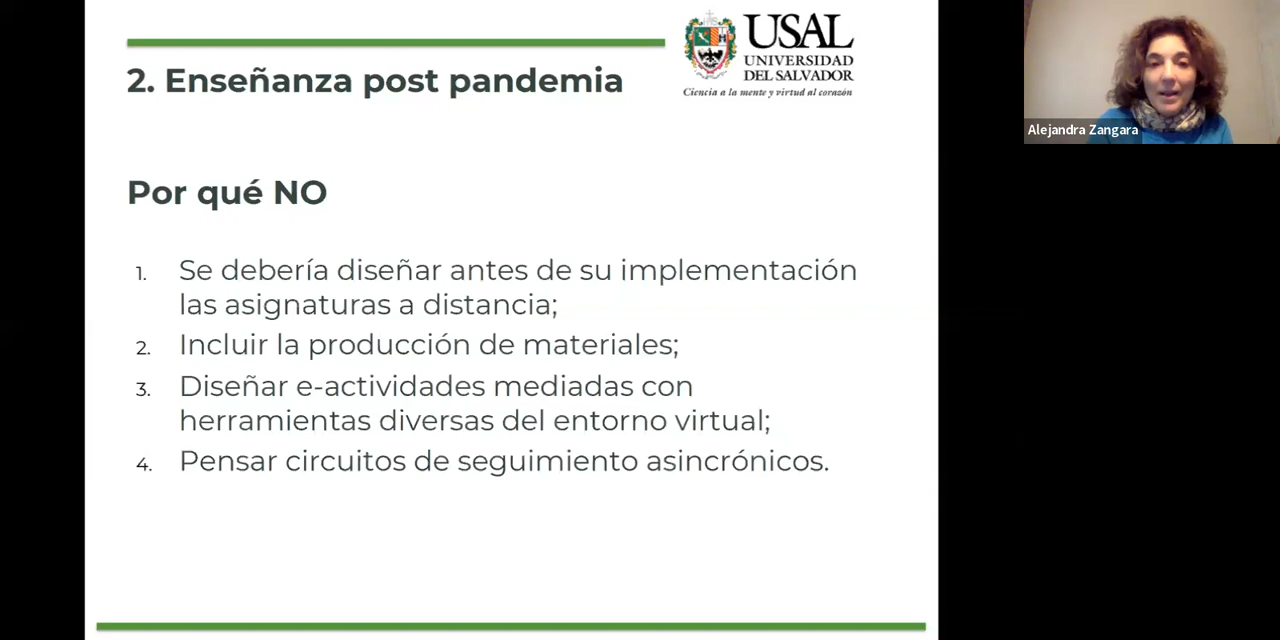 2. Enseñanza post pandemia
USAL
UNIVERSIDAD
DEL SALVADOR
Ciencia a la mente y virtud al corazón
Por qué NO
1. Se debería diseñar antes de su implementación
las asignaturas a distancia;
2. Incluir la producción de materiales;
3. Diseñar e-actividades mediadas con
herramientas diversas del entorno virtual;
4. Pensar circuitos de seguimiento asincrónicos.
Alejandra Zangara